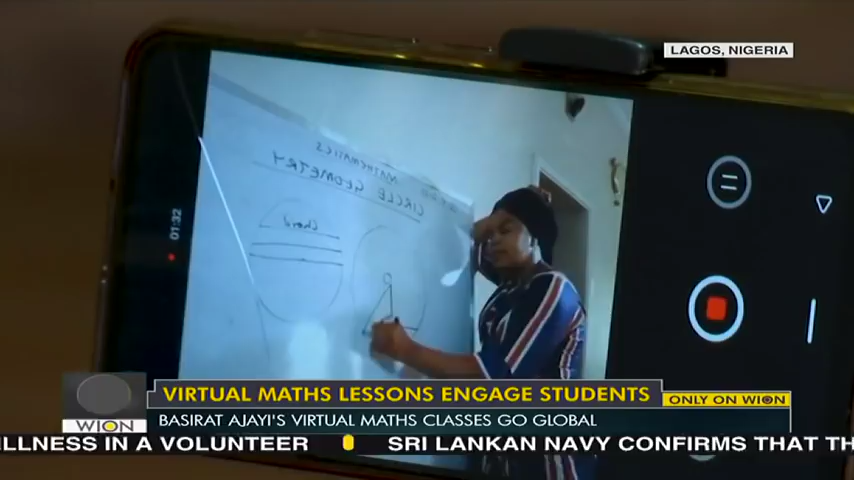 LAGOS, NIGERIA
MATHEMATICS
CIRCLE GEOMETRY
Chord
O
01:32
VIRTUAL MATHS LESSONS ENGAGE STUDENTS
ONLY ON WION
BASIRAT AJAYI'S VIRTUAL MATHS CLASSES GO GLOBAL
WION
ILLNESS IN A VOLUNTEER SRI LANKAN NAVY CONFIRMS THAT TH